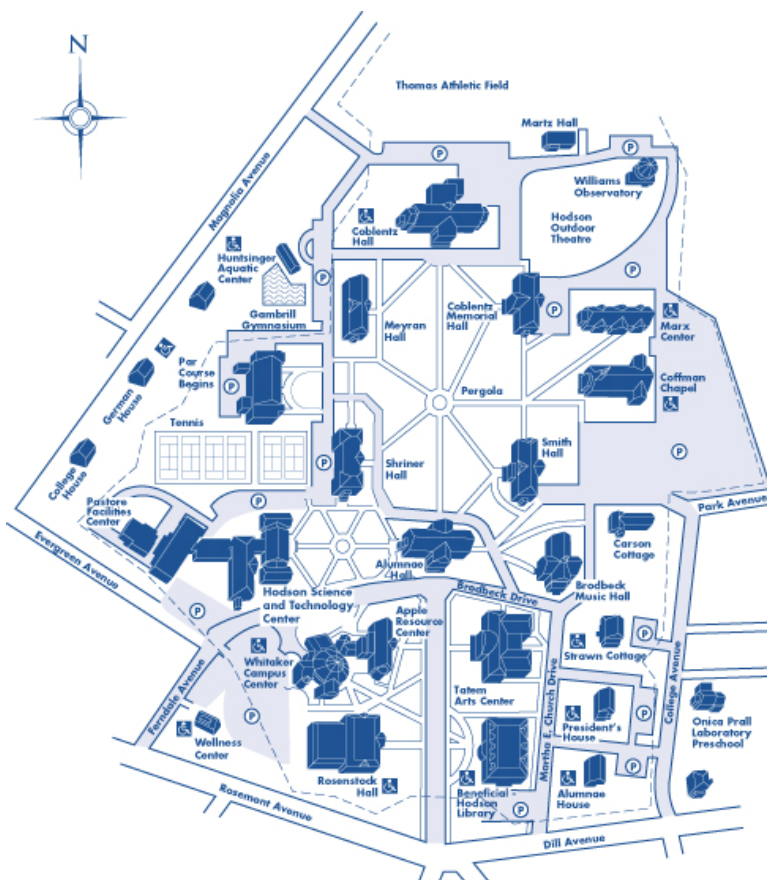 N
Thomas Athletic Field
Martz Hall
P
P
Williams
Observatory
Magnolia Avenue
Coblentz
Hall
Hodson
Outdoor
Theatre
Huntsinger
Aquatic
Center
P
P
Gambrill
Gymnasium
Meyran
Hall
Coblentz
Memorial
Hall
P
Marx
Center
Par
Course
Begins
P
German
House
Pergola
Coffman
Chapel
Tennis
College
House
Shriner
Hall
P
Smith
Hall
P
Pastore
Facilities
Center
P
Park Avenue
Evergreen Avenue
Carson
Cottage
Alumnae
Hall
Brodbeck
Music Hall
Hodson Science
and Technology
Center
Brodbeck Drive
P
Apple
Resource
Center
P
Strawn Cottage
Whitaker
Campus
Center
Ferndale Avenue
Tatem
Arts Center
Martha E. Church Drive
College Avenue
P
Wellness
Center
President's
House
P
Onica Prall
Laboratory
Preschool
Rosenstock
Hall
Beneficial
Hodson
Library
Alumnae
House
P
Rosemont Avenue
P
Dill Avenue